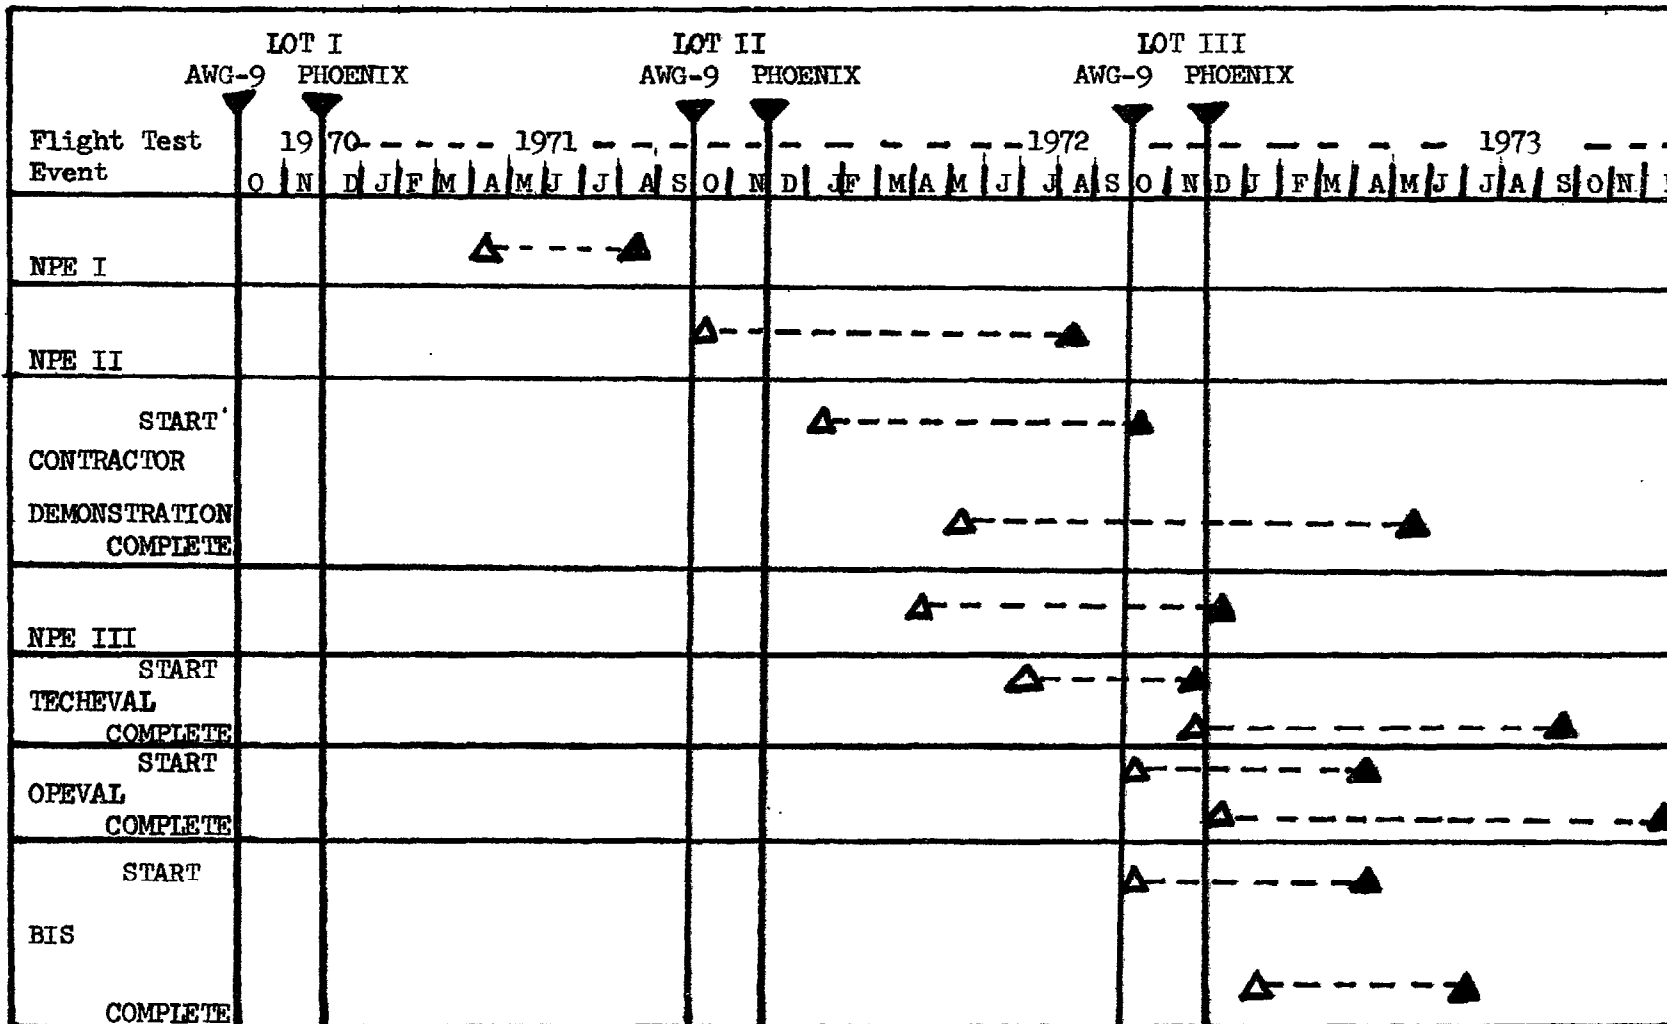 LOT I LOT II LOT III
AWG-9 PHOENIX AWG-9 PHOENIX AWG-9 PHOENIX
Flight Test 1970 1971 1972 1973
Event O N D J F M A M J J A S O N D J F M A M J J A S O N D J F M A M J J A S O N
NPE I
NPE II
START
CONTRACTOR
DEMONSTRATION
COMPLETE
NPE III
START
TECHEVAL
COMPLETE
START
OPEVAL
COMPLETE
START
BIS
COMPLETE